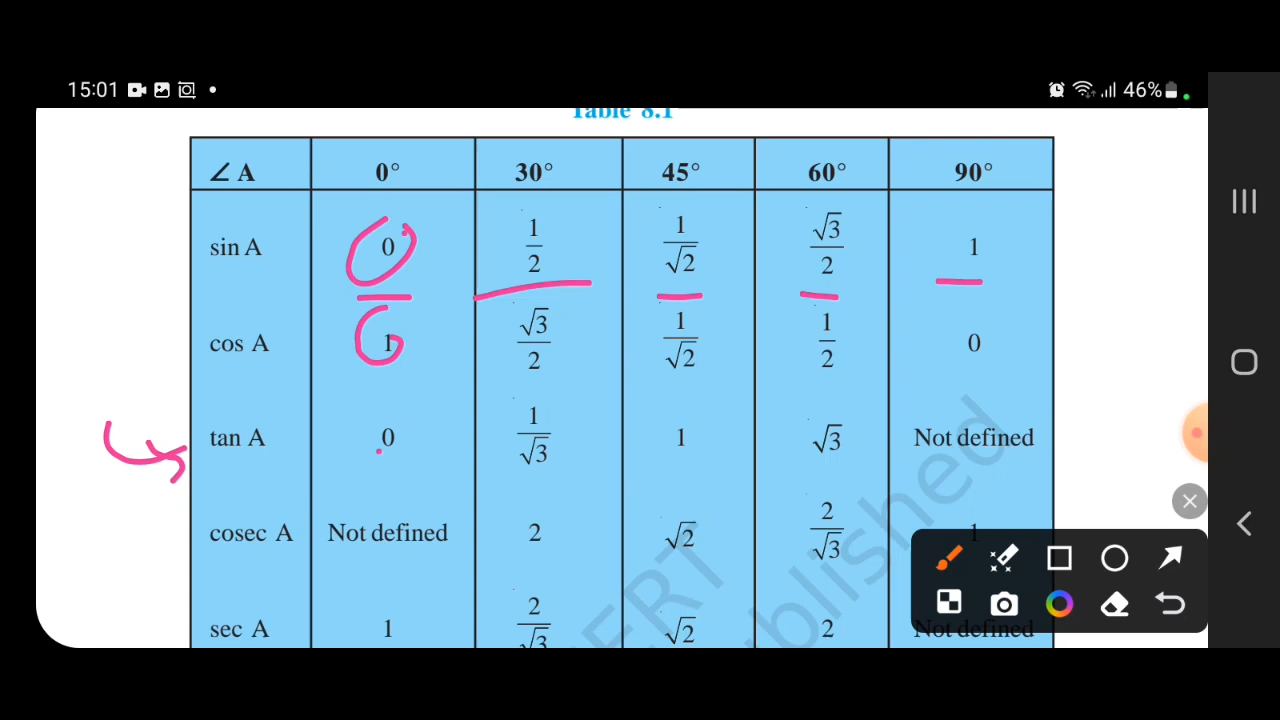 15:01 46%
Table 8.1
∠ A 0° 30° 45° 60° 90°
sin A 0 1/2 1/√2 √3/2 1
cos A 1 √3/2 1/√2 1/2 0
tan A 0 1/√3 1 √3 Not defined
cosec A Not defined 2 √2 2/√3 1
sec A 1 2/√3 √2 2 Not defined